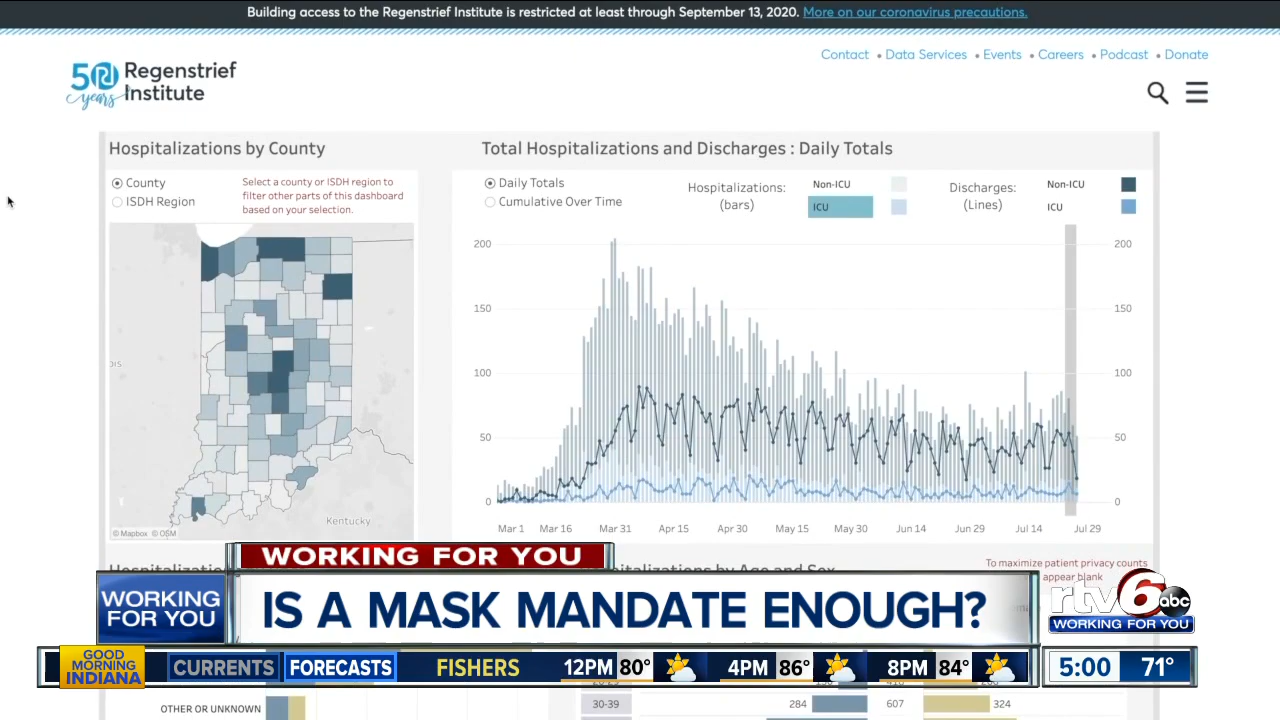 Building access to the Regenstrief Institute is restricted at least through September 13, 2020. More on our coronavirus precautions.
Contact • Data Services • Events • Careers • Podcast • Donate
50 years
Regenstrief
Institute
Hospitalizations by County
County
ISDH Region
Select a county or ISDH region to
filter other parts of this dashboard
based on your selection.
Kentucky
© Mapbox © OSM
Total Hospitalizations and Discharges : Daily Totals
Daily Totals
Cumulative Over Time
Hospitalizations:
(bars)
Non-ICU
ICU
Discharges:
(Lines)
Non-ICU
ICU
200 200
150 150
100 100
50 50
0 0
Mar 1 Mar 16 Mar 31 Apr 15 Apr 30 May 15 May 30 Jun 14 Jun 29 Jul 14 Jul 29
To maximize patient privacy counts
appear blank
WORKING FOR YOU
WORKING
FOR YOU
IS A MASK MANDATE ENOUGH?
rtv6 abc
WORKING FOR YOU
GOOD
MORNING
INDIANA
CURRENTS FORECASTS FISHERS 12PM 80° 4PM 86° 8PM 84° 5:00 71°
OTHER OR UNKNOWN
30-39 284 607 324